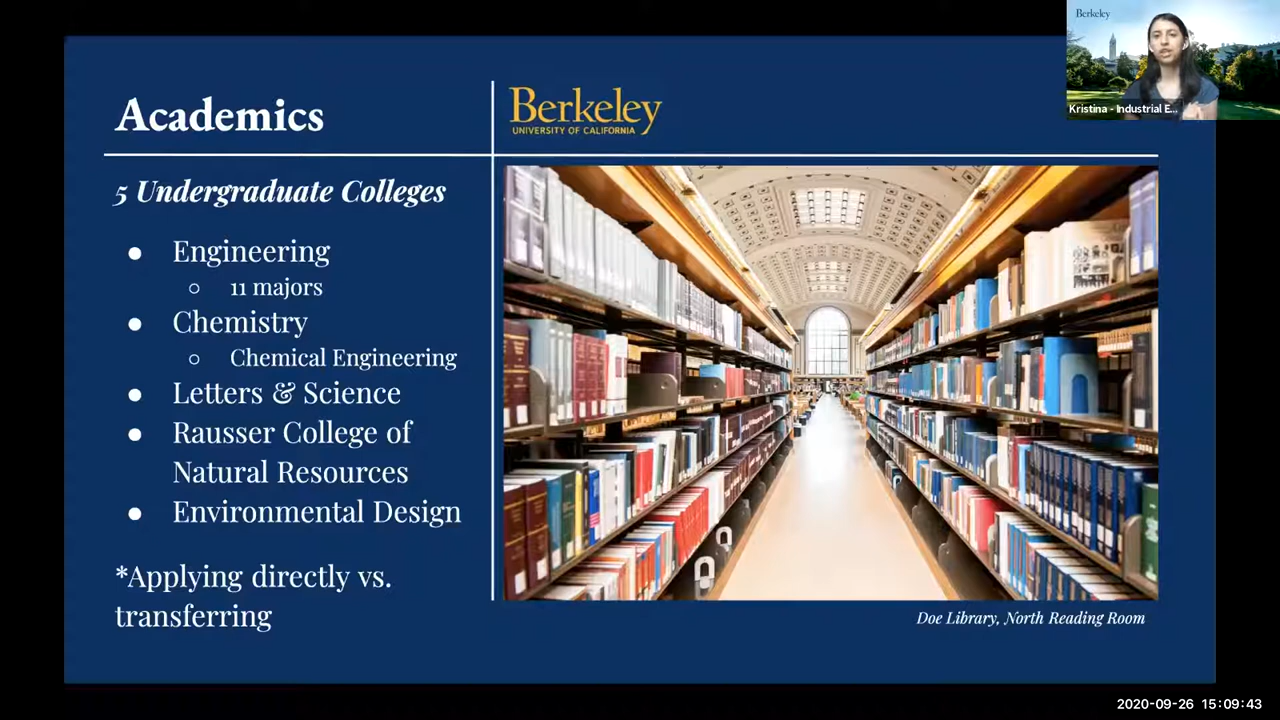 Academics
Berkeley
UNIVERSITY OF CALIFORNIA
5 Undergraduate Colleges
● Engineering
○ 11 majors
● Chemistry
○ Chemical Engineering
● Letters & Science
● Rausser College of
Natural Resources
● Environmental Design
*Applying directly vs.
transferring
Doe Library, North Reading Room
Berkeley
Kristina - Industrial E...
2020-09-26 15:09:43